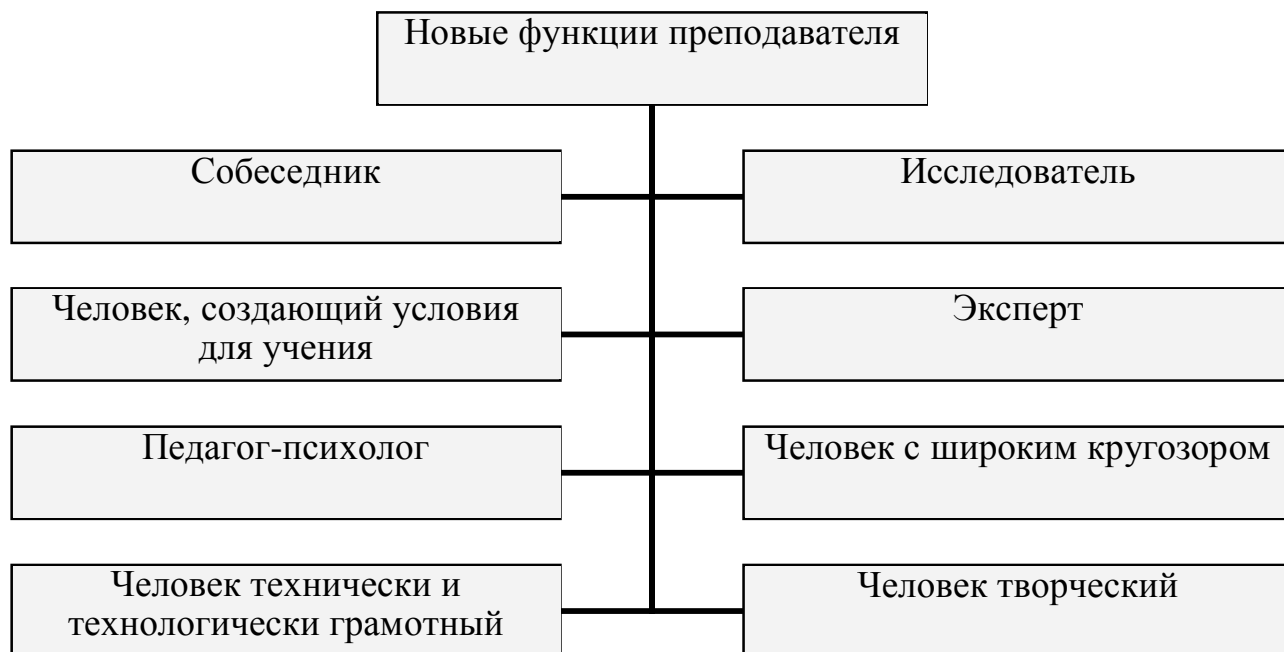 Новые функции преподавателя
Собеседник
Исследователь
Человек, создающий условия
для учения
Эксперт
Педагог-психолог
Человек с широким кругозором
Человек технически и
технологически грамотный
Человек творческий